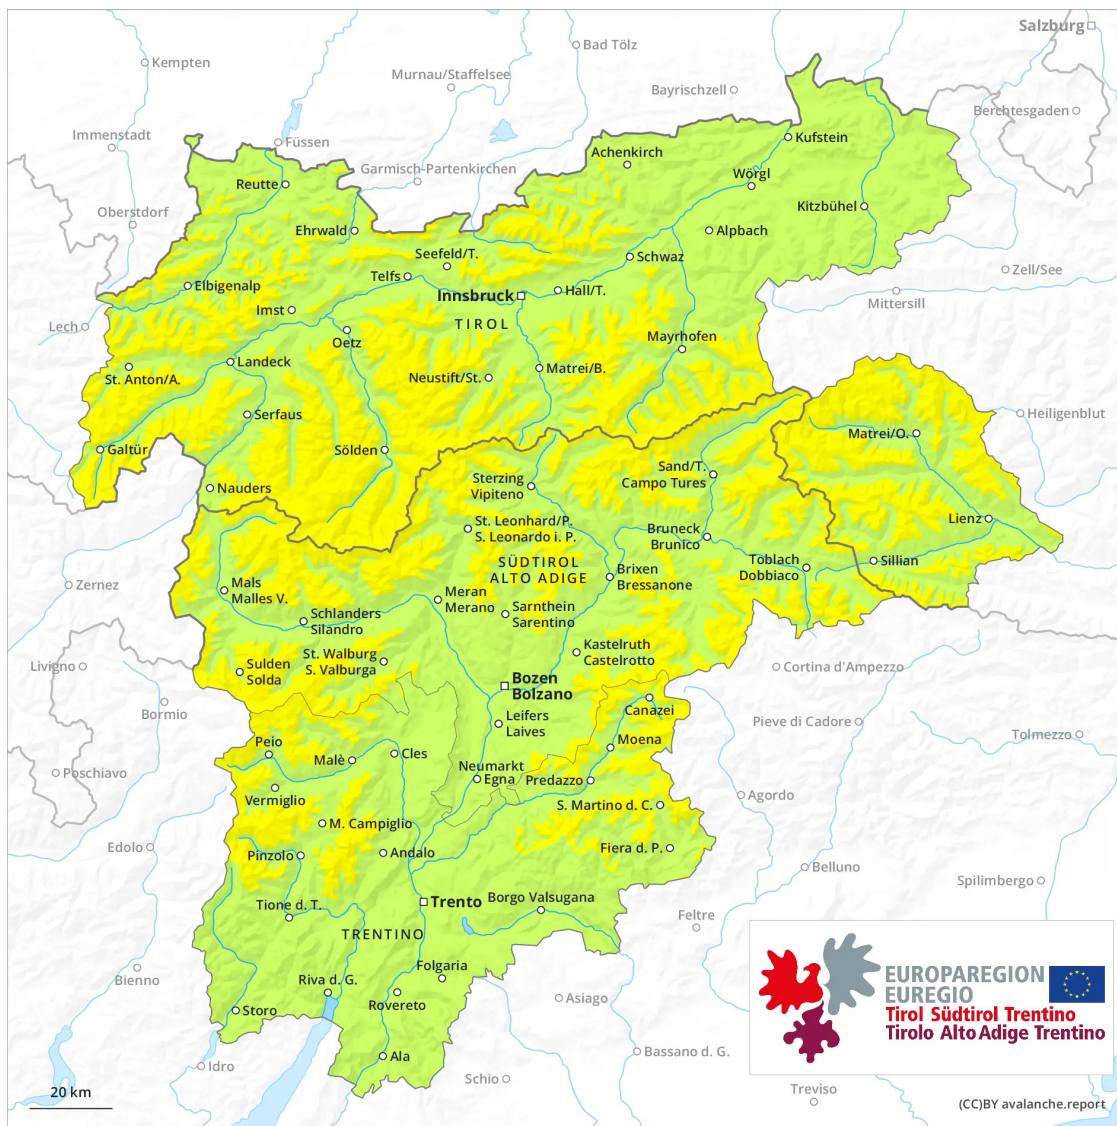 Salzburg
Kempten
Bad Tölz
Murnau/Staffelsee
Bayrischzell
Berchtesgaden
Immenstadt
Füssen
Kufstein
Achenkirch
Garmisch-Partenkirchen
Wörgl
Reutte
Oberstdorf
Kitzbühel
Ehrwald
Alpbach
Seefeld/T.
Schwaz
Zell/See
Telfs
Elbigenalp
Innsbruck
Hall/T.
Mittersill
Imst
TIROL
Lech
Oetz
Mayrhofen
Landeck
Matrei/B.
St. Anton/A.
Neustift/St.
Serfaus
Heiligenblut
Matrei/O.
Galtür
Sölden
Sand/T.
Campo Tures
Sterzing
Vipiteno
Nauders
Lienz
St. Leonhard/P.
S. Leonardo i. P.
Bruneck
Brunico
SÜDTIROL
ALTO ADIGE
Toblach
Dobbiaco
Sillian
Zernez
Mals
Malles V.
Brixen
Bressanone
Meran
Merano
Schlanders
Silandro
Sarnthein
Sarentino
Kastelruth
Castelrotto
St. Walburg
S. Valburga
Livigno
Sulden
Solda
Cortina d'Ampezzo
Bozen
Bolzano
Bormio
Canazei
Leifers
Laives
Pieve di Cadore
Tolmezzo
Moena
Peio
Malè
Cles
Poschiavo
Neumarkt
Egna
Predazzo
Vermiglio
Agordo
S. Martino d. C.
M. Campiglio
Edolo
Pinzolo
Andalo
Fiera d. P.
Belluno
Spilimbergo
Trento
Borgo Valsugana
Tione d. T.
Feltre
TRENTINO
Folgaria
Bienno
Riva d. G.
Rovereto
Asiago
Storo
EUROPAREGION
EUREGIO
Tirol Südtirol Trentino
Tirolo Alto Adige Trentino
Ala
Bassano d. G.
Idro
Schio
Treviso
20 km
(CC)BY avalanche.report